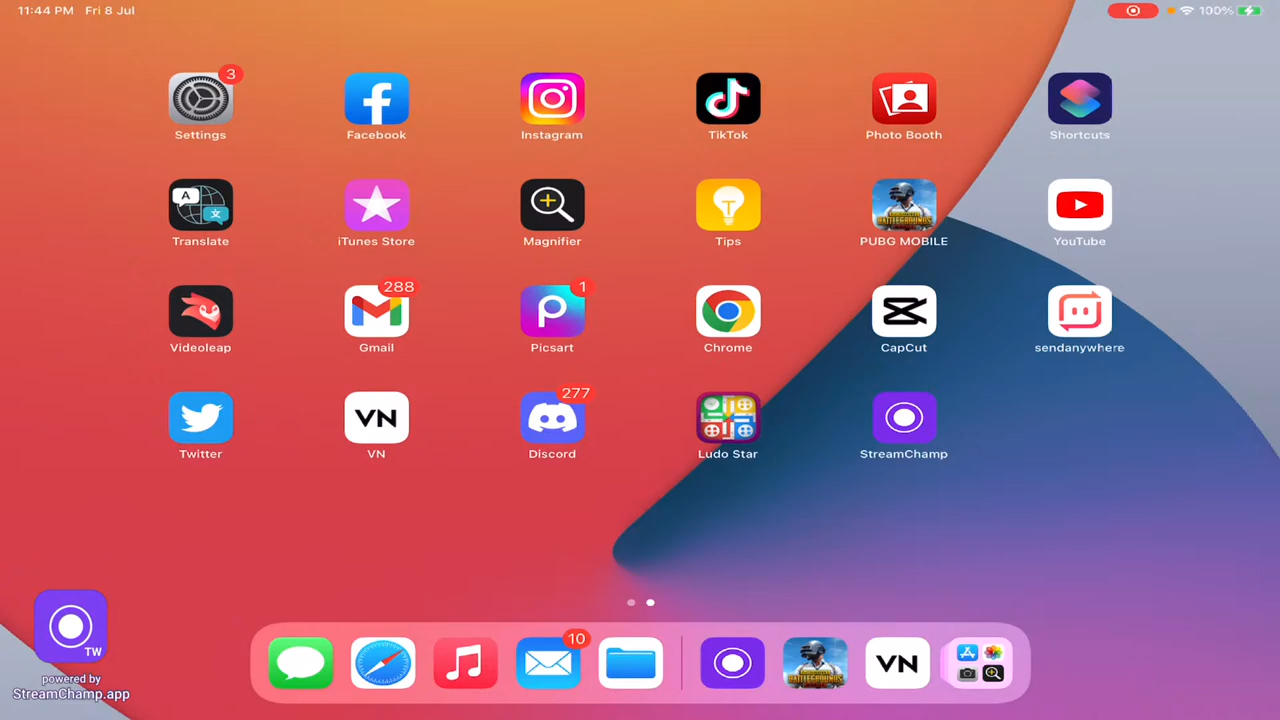 11:44 PM Fri 8 Jul 100%
3
Settings Facebook Instagram TikTok Photo Booth Shortcuts
A 文 T BATTLEGROUNDS
Translate iTunes Store Magnifier Tips PUBG MOBILE YouTube
288 1
Videoleap Gmail Picsart Chrome CapCut sendanywhere
277
VN
Twitter VN Discord Ludo Star StreamChamp
TW
powered by
StreamChamp.app
10
BATTLEGROUNDS VN